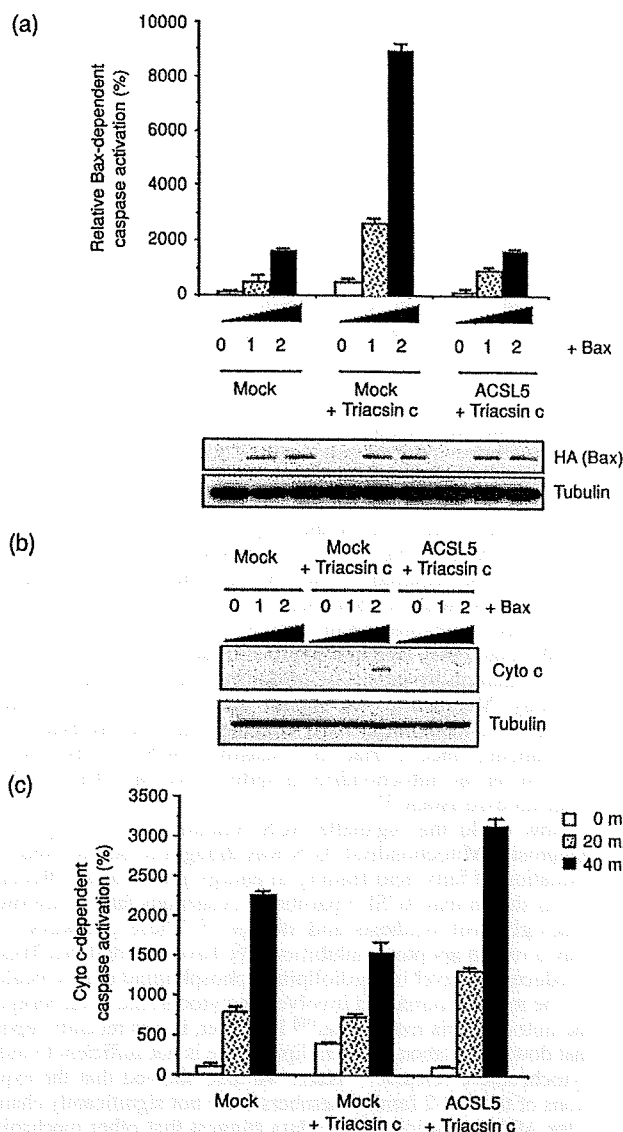 (a)
10000
8000
6000
4000
2000
0
Relative Bax-dependent
caspase activation (%)
0 1 2 0 1 2 0 1 2 + Bax
Mock
Mock
+ Triacsin c
ACSL5
+ Triacsin c
HA (Bax)
Tubulin
(b)
Mock
Mock
+ Triacsin c
ACSL5
+ Triacsin c
0 1 2 0 1 2 0 1 2 + Bax
Cyto c
Tubulin
(c)
3500
3000
2500
2000
1500
1000
500
0
Cyto c-dependent
caspase activation (%)
0 m
20 m
40 m
Mock
Mock
+ Triacsin c
ACSL5
+ Triacsin c